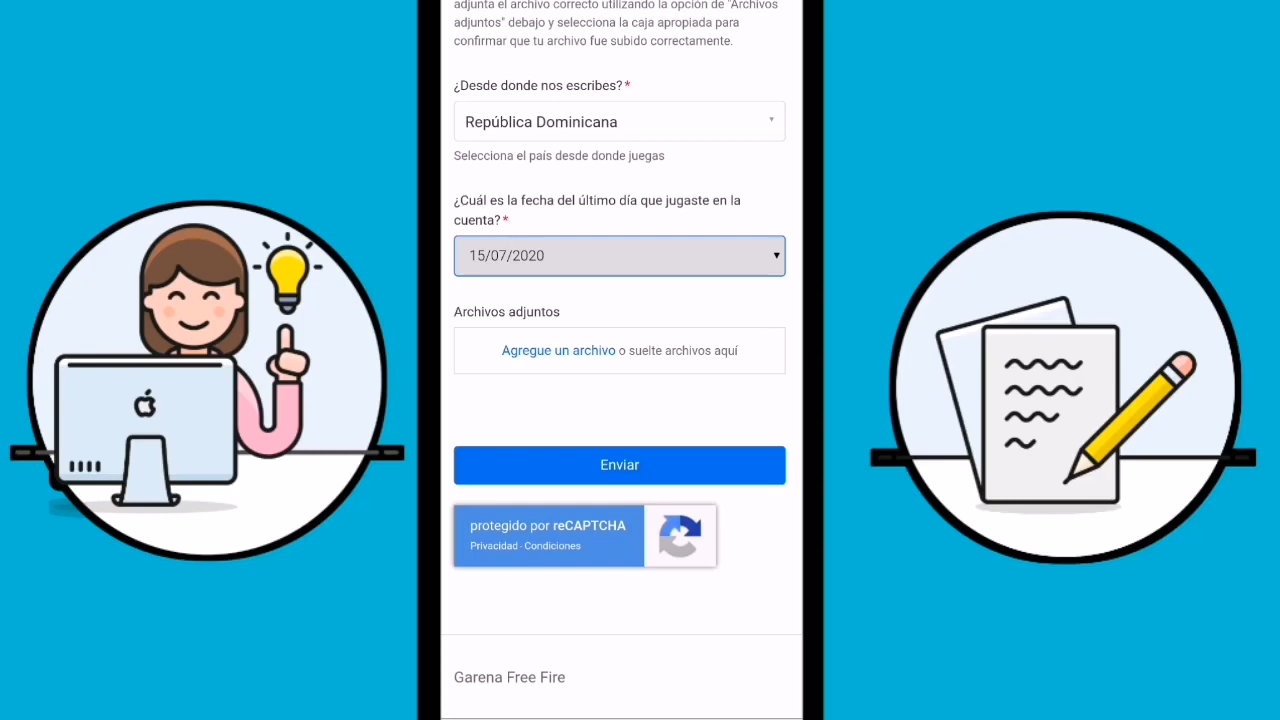 adjunta el archivo correcto utilizando la opción de "Archivos
adjuntos" debajo y selecciona la caja apropiada para
confirmar que tu archivo fue subido correctamente.
¿Desde donde nos escribes?*
República Dominicana
Selecciona el país desde donde juegas
¿Cuál es la fecha del último día que jugaste en la
cuenta?*
15/07/2020
Archivos adjuntos
Agregue un archivo o suelte archivos aquí
Enviar
protegido por reCAPTCHA
Privacidad - Condiciones
Garena Free Fire